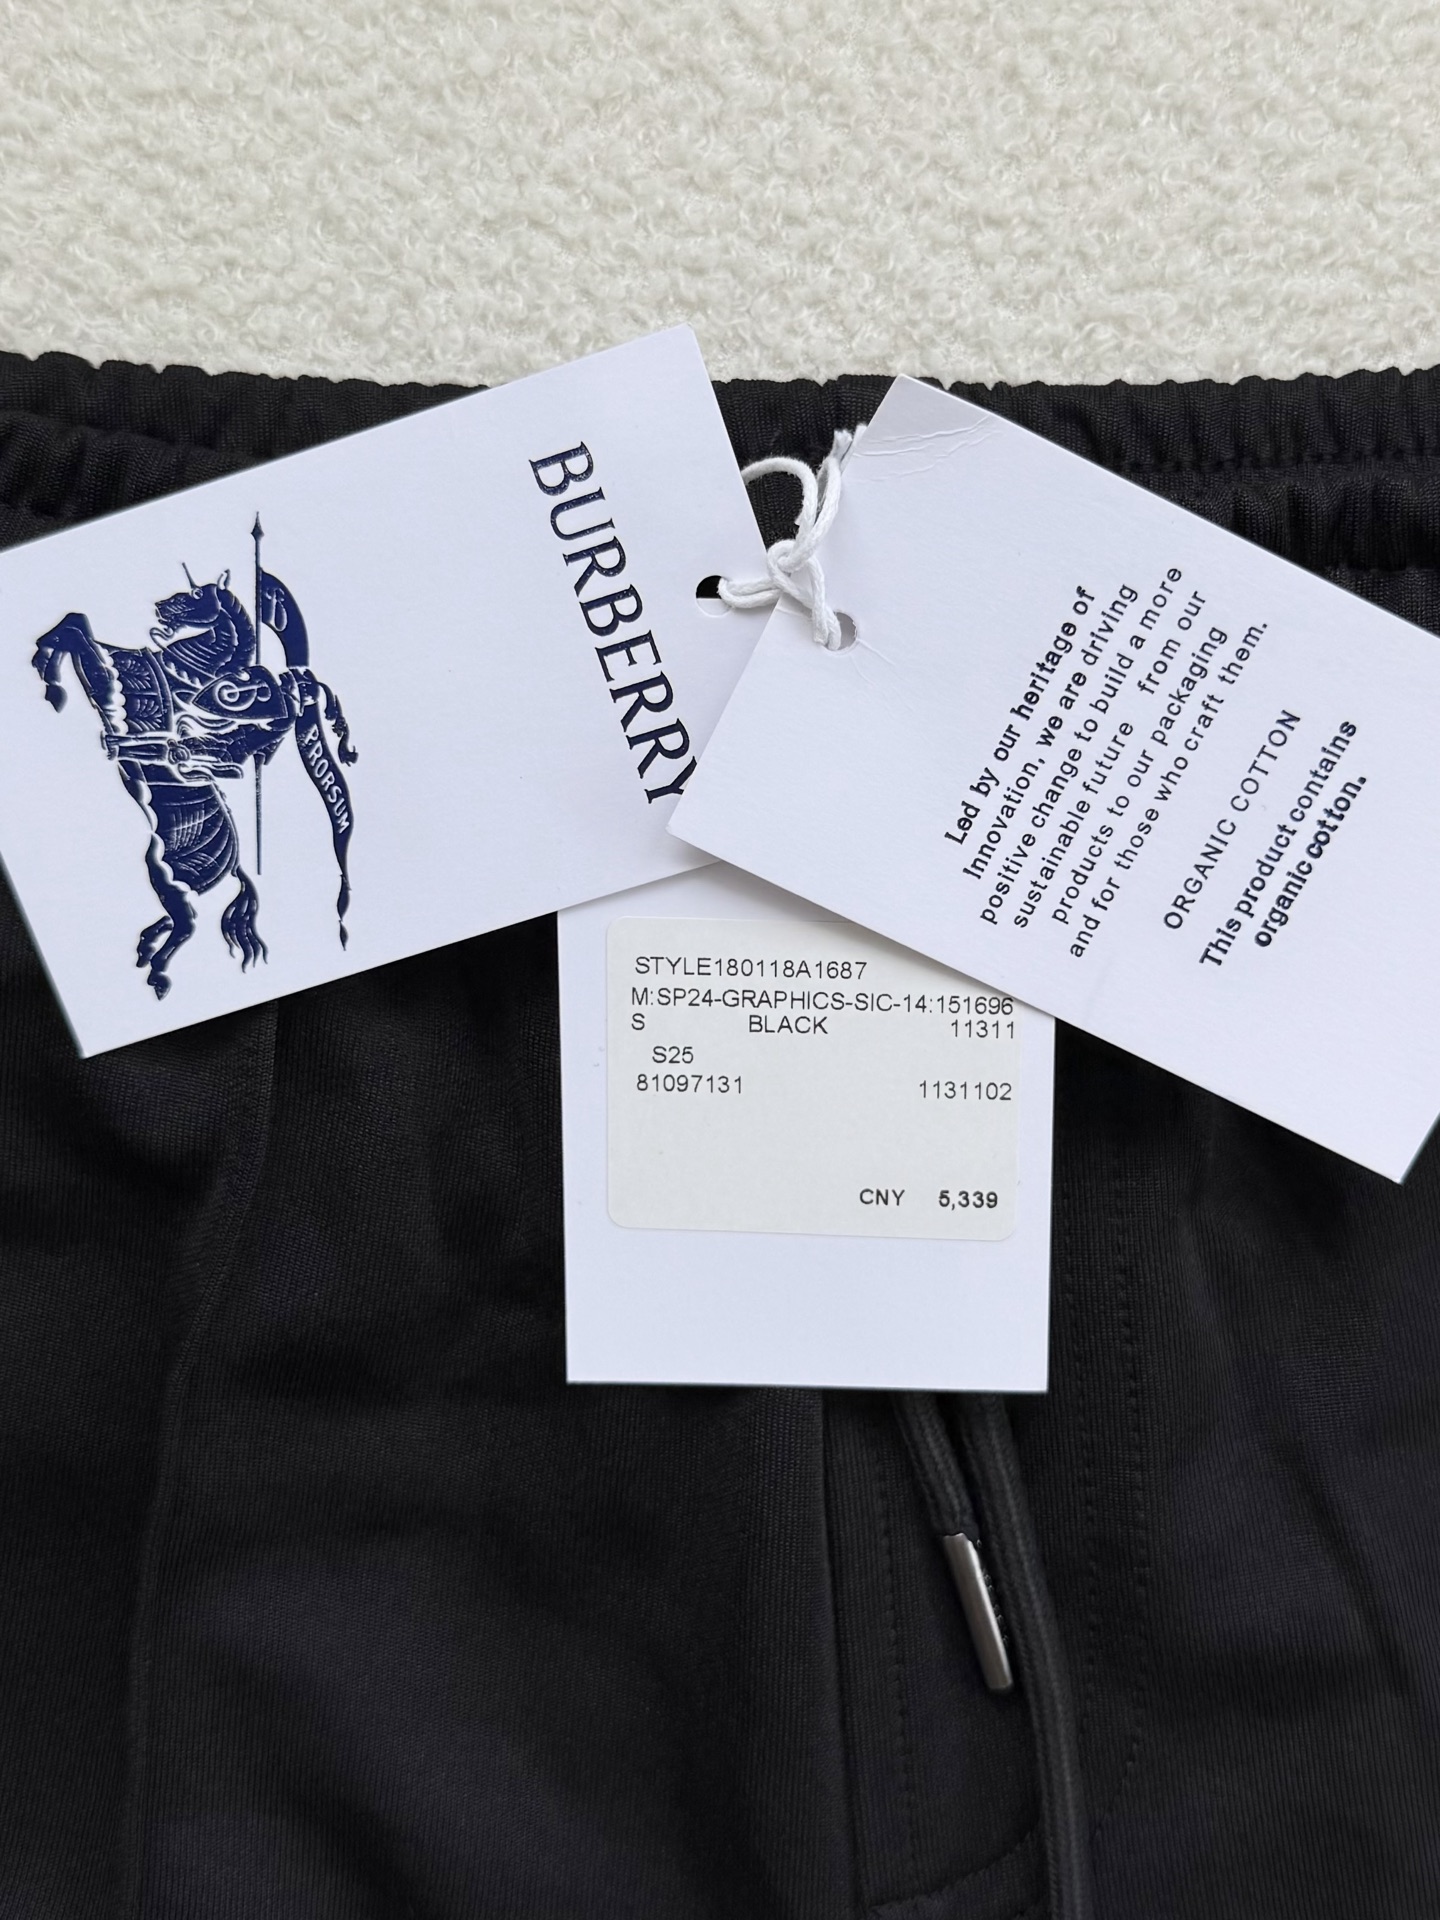 BURBERRY
PRORSUM
Led by our heritage of
Innovation, we are driving
positive change to build a more
sustainable future from our
products to our packaging
and for those who craft them.
ORGANIC COTTON
This product contains
organic cotton.
STYLE180118A1687
M:SP24-GRAPHICS-SIC-14:151696
S BLACK 11311
S25
81097131 1131102
CNY 5,339